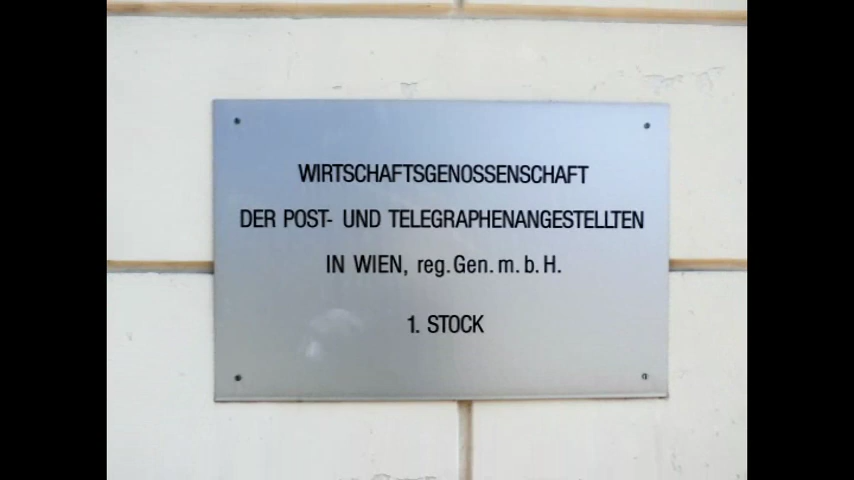 WIRTSCHAFTSGENOSSENSCHAFT
DER POST- UND TELEGRAPHENANGESTELLTEN
IN WIEN, reg. Gen. m. b. H.
1. STOCK